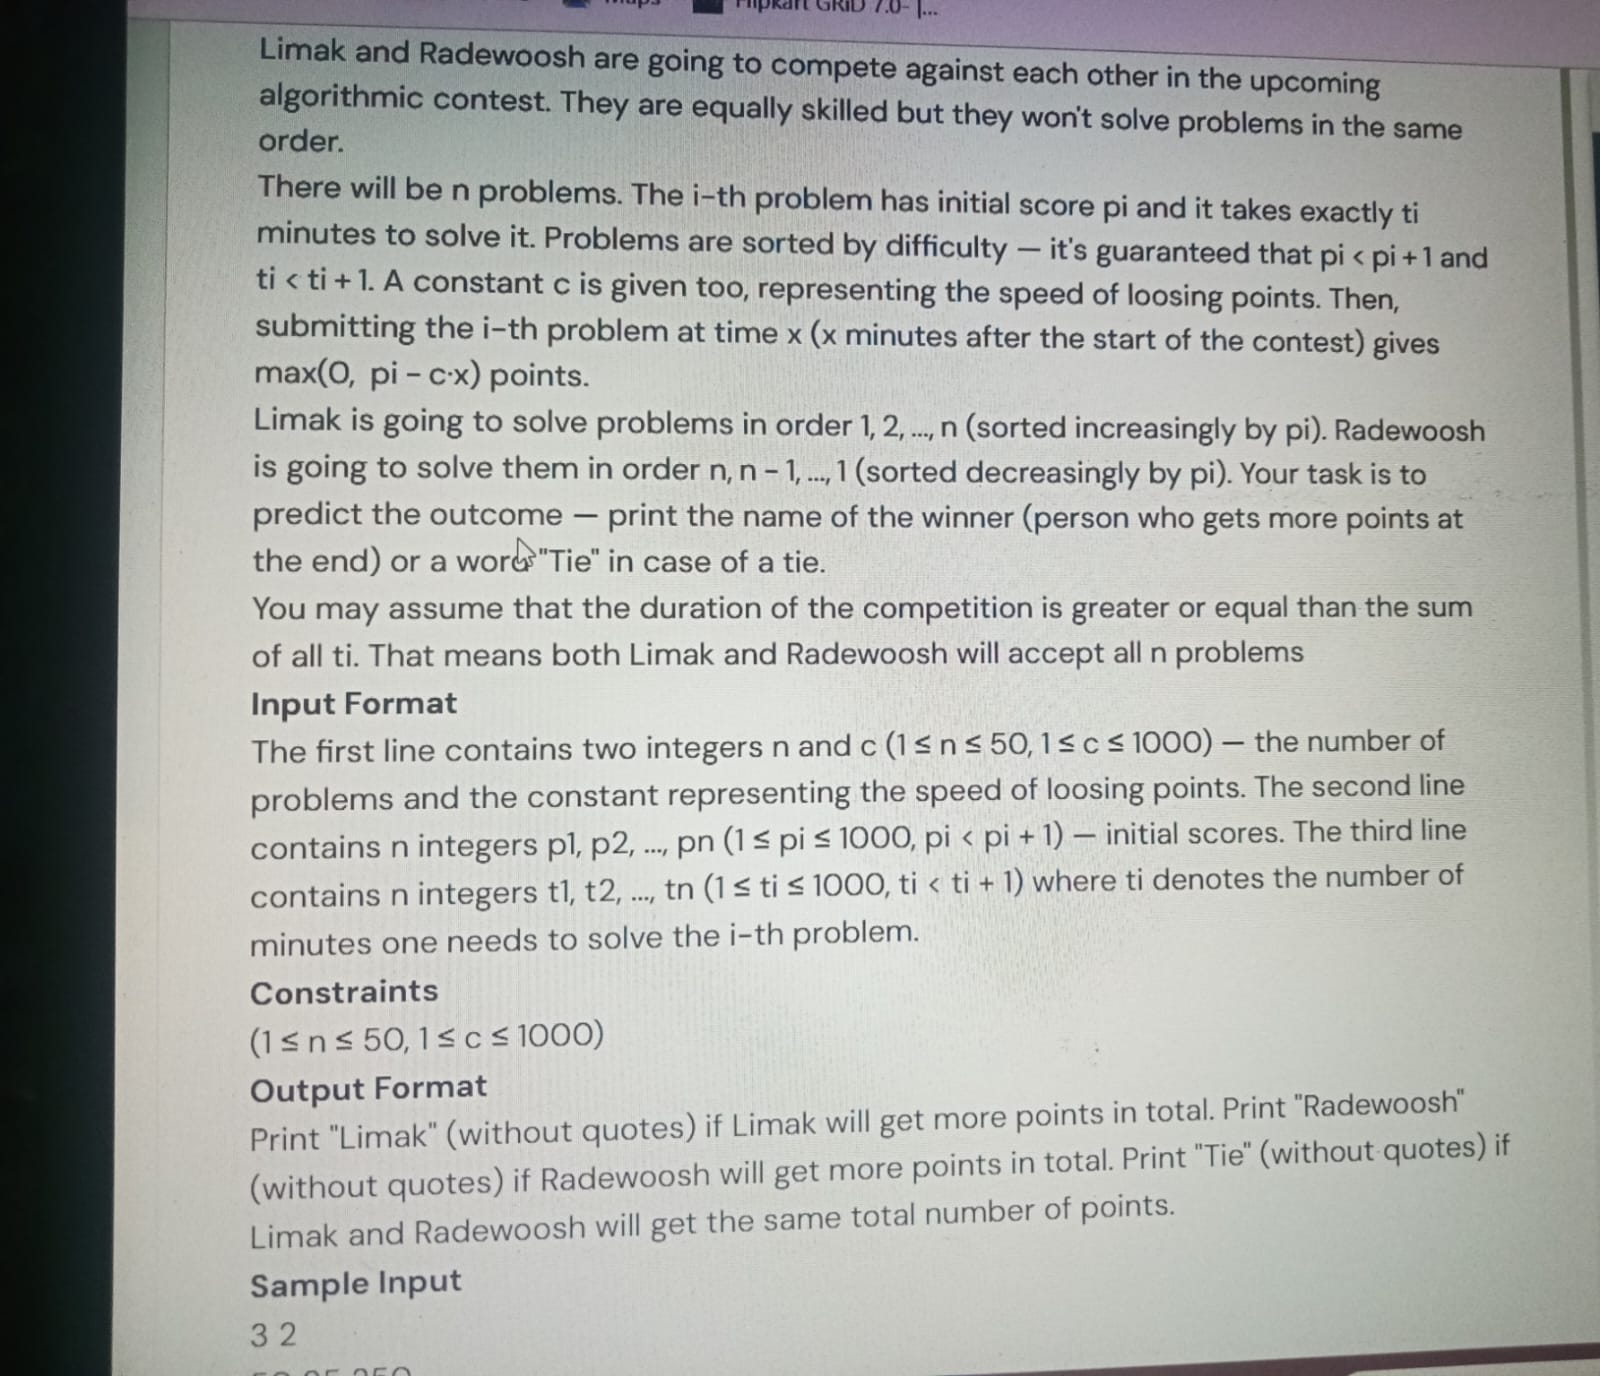 Maps Flipkart GRiD 7.0- |...
Limak and Radewoosh are going to compete against each other in the upcoming
algorithmic contest. They are equally skilled but they won't solve problems in the same
order.
There will be n problems. The i-th problem has initial score pi and it takes exactly ti
minutes to solve it. Problems are sorted by difficulty — it's guaranteed that pi < pi + 1 and
ti < ti + 1. A constant c is given too, representing the speed of loosing points. Then,
submitting the i-th problem at time x (x minutes after the start of the contest) gives
max(0, pi - c·x) points.
Limak is going to solve problems in order 1, 2, ..., n (sorted increasingly by pi). Radewoosh
is going to solve them in order n, n - 1, ..., 1 (sorted decreasingly by pi). Your task is to
predict the outcome — print the name of the winner (person who gets more points at
the end) or a word "Tie" in case of a tie.
You may assume that the duration of the competition is greater or equal than the sum
of all ti. That means both Limak and Radewoosh will accept all n problems
Input Format
The first line contains two integers n and c (1 ≤ n ≤ 50, 1 ≤ c ≤ 1000) — the number of
problems and the constant representing the speed of loosing points. The second line
contains n integers p1, p2, ..., pn (1 ≤ pi ≤ 1000, pi < pi + 1) — initial scores. The third line
contains n integers t1, t2, ..., tn (1 ≤ ti ≤ 1000, ti < ti + 1) where ti denotes the number of
minutes one needs to solve the i-th problem.
Constraints
(1 ≤ n ≤ 50, 1 ≤ c ≤ 1000)
Output Format
Print "Limak" (without quotes) if Limak will get more points in total. Print "Radewoosh"
(without quotes) if Radewoosh will get more points in total. Print "Tie" (without quotes) if
Limak and Radewoosh will get the same total number of points.
Sample Input
3 2